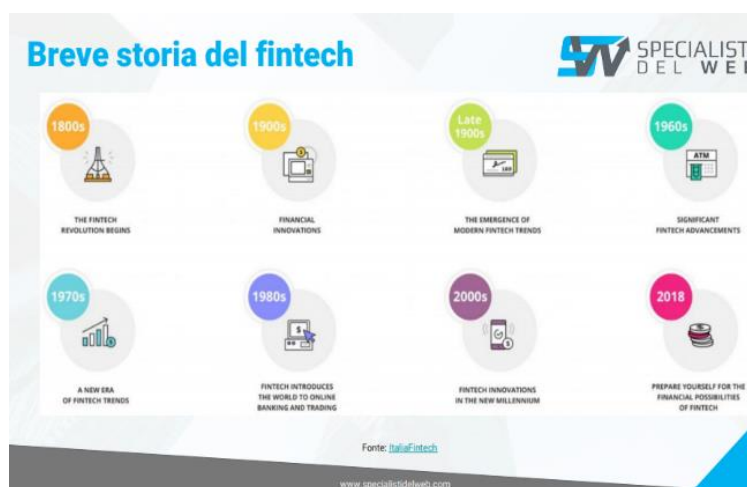 Breve storia del fintech
SPECIALIST
DEL WE
1800s
THE FINTECH
REVOLUTION BEGINS
1900s
FINANCIAL
INNOVATIONS
Late
1900s
THE EMERGENCE OF
MODERN FINTECH TRENDS
1960s
ATM
SIGNIFICANT
FINTECH ADVANCEMENTS
1970s
A NEW ERA
OF FINTECH TRENDS
1980s
FINTECH INTRODUCES
THE WORLD TO ONLINE
BANKING AND TRADING
2000s
FINTECH INNOVATIONS
IN THE NEW MILLENNIUM
2018
PREPARE YOURSELF FOR THE
FINANCIAL POSSIBILITIES
OF FINTECH
Fonte: ItaliaFintech
www.specialistidelweb.com